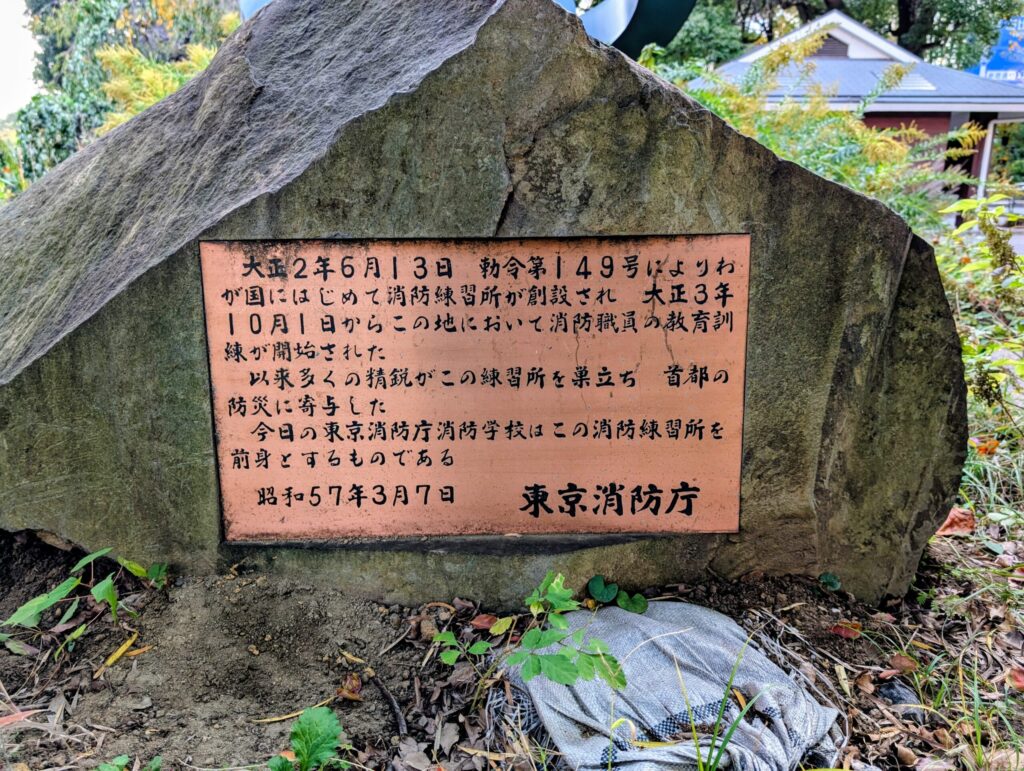 大正2年6月13日 勅令第149号によりわ
が国にはじめて消防練習所が創設され 大正3年
10月1日からこの地において消防職員の教育訓
練が開始された
以来多くの精鋭がこの練習所を巣立ち 首都の
防災に寄与した
今日の東京消防庁消防学校はこの消防練習所を
前身とするものである
昭和57年3月7日 東京消防庁